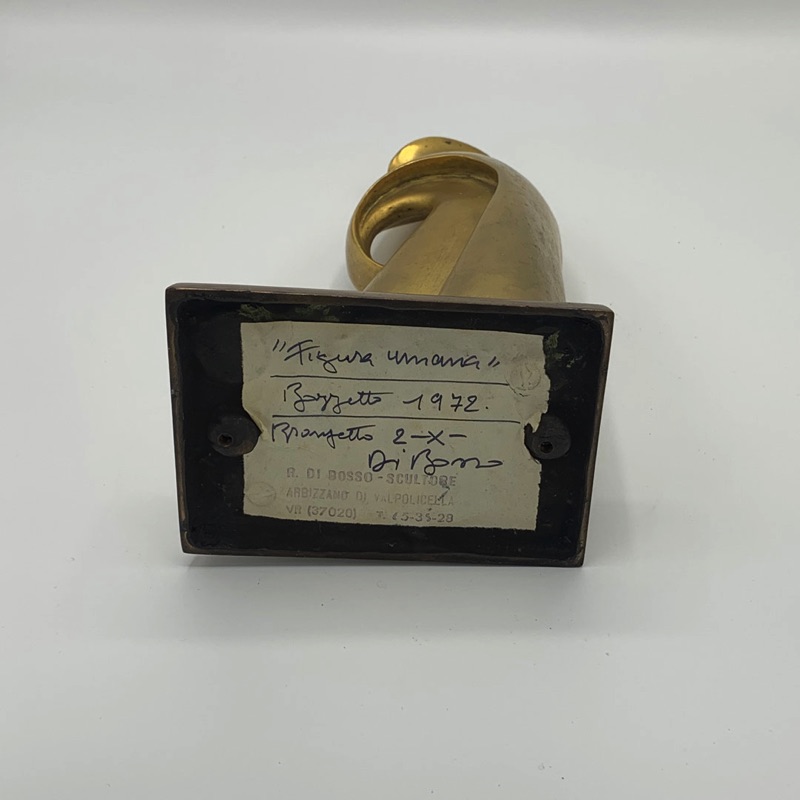 "Figura umana"
Bozzetto 1972.
Bronzetto 2-X-
Di Bosso
R. DI BOSSO - SCULTORE
ARBIZZANO DI VALPOLICELLA
VR (37020) T.